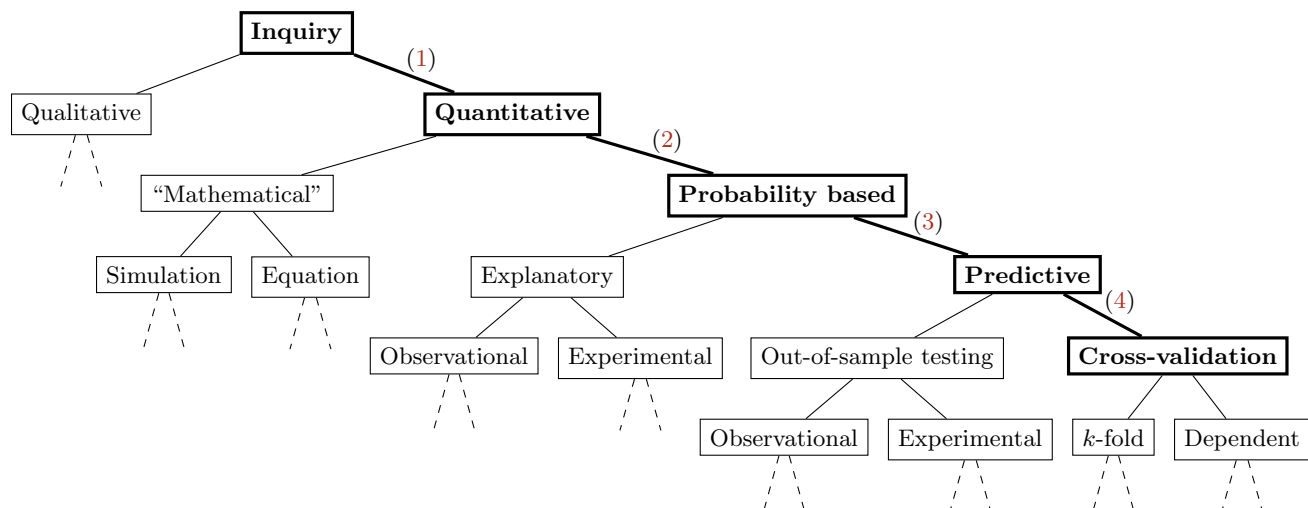 Inquiry
(1)
Qualitative
Quantitative
(2)
“Mathematical”
Probability based
(3)
Simulation
Equation
Explanatory
Predictive
(4)
Observational
Experimental
Out-of-sample testing
Cross-validation
Observational
Experimental
k-fold
Dependent